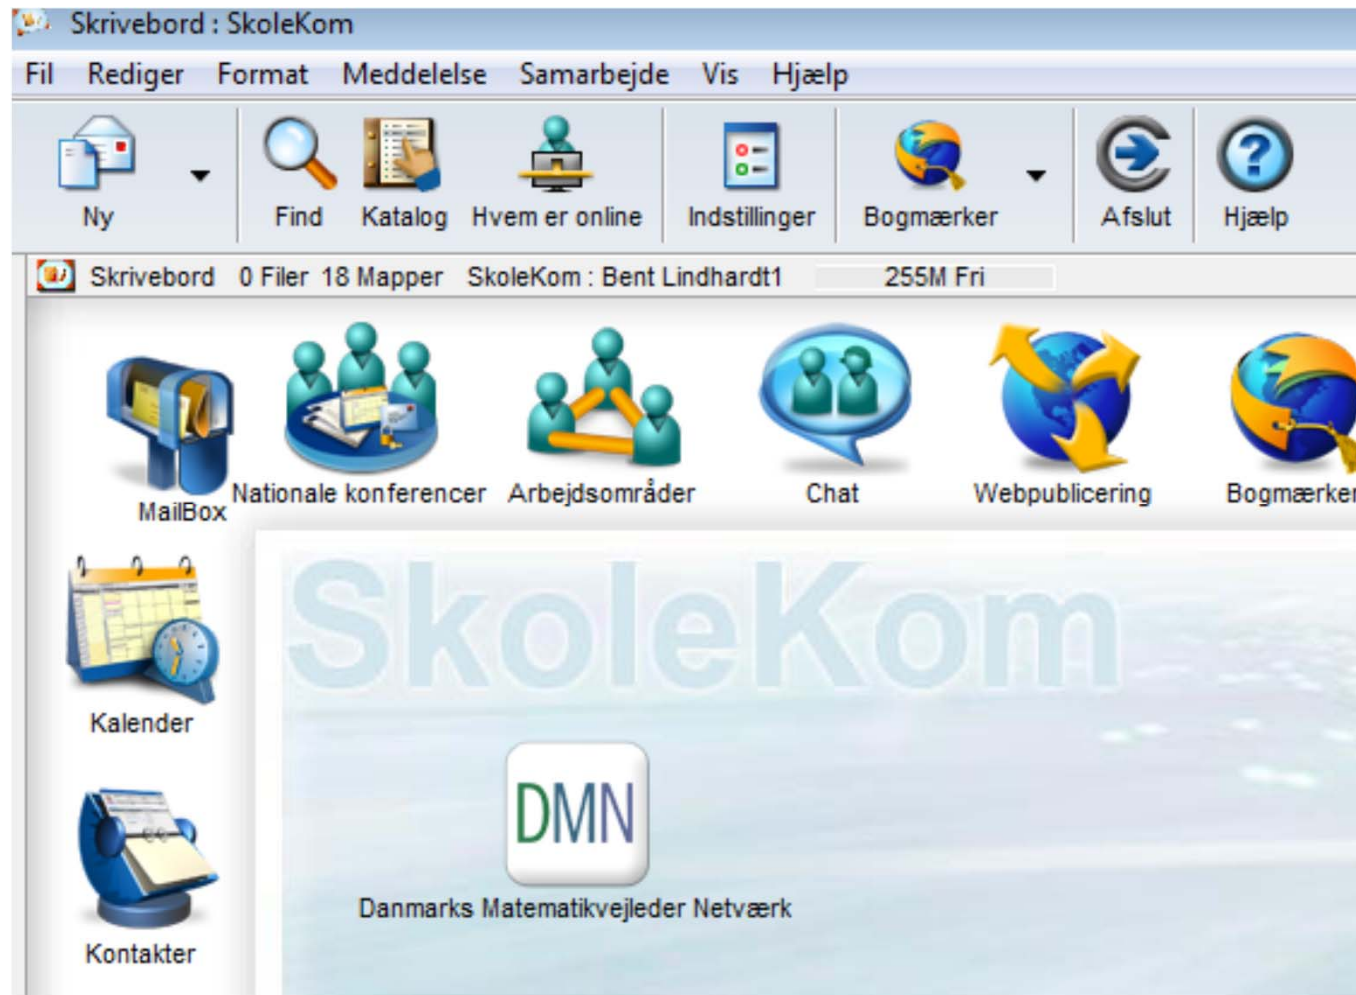 Skrivebord : SkoleKom
Fil Rediger Format Meddelelse Samarbejde Vis Hjælp
Ny Find Katalog Hvem er online Indstillinger Bogmærker Afslut Hjælp
Skrivebord 0 Filer 18 Mapper SkoleKom : Bent Lindhardt1 255M Fri
MailBox Nationale konferencer Arbejdsområder Chat Webpublicering Bogmærker
SkoleKom
Kalender
DMN
Danmarks Matematikvejleder Netværk
Kontakter